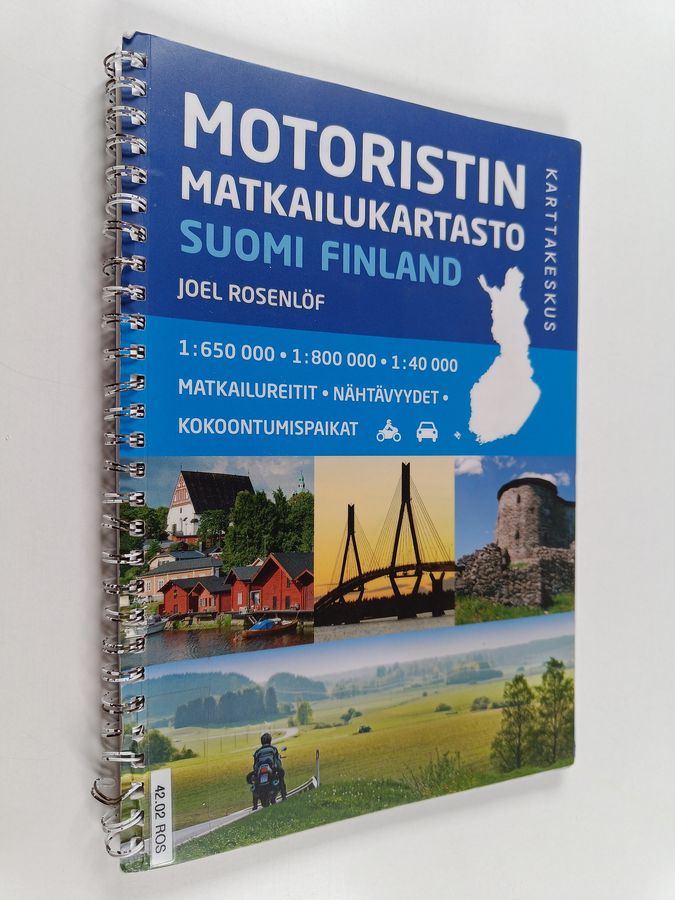 MOTORISTIN
MATKAILUKARTASTO
SUOMI FINLAND
JOEL ROSENLÖF
KARTTAKESKUS
1:650 000 • 1:800 000 • 1:40 000
MATKAILUREITIT • NÄHTÄVYYDET •
KOKOONTUMISPAIKAT
42.02 ROS